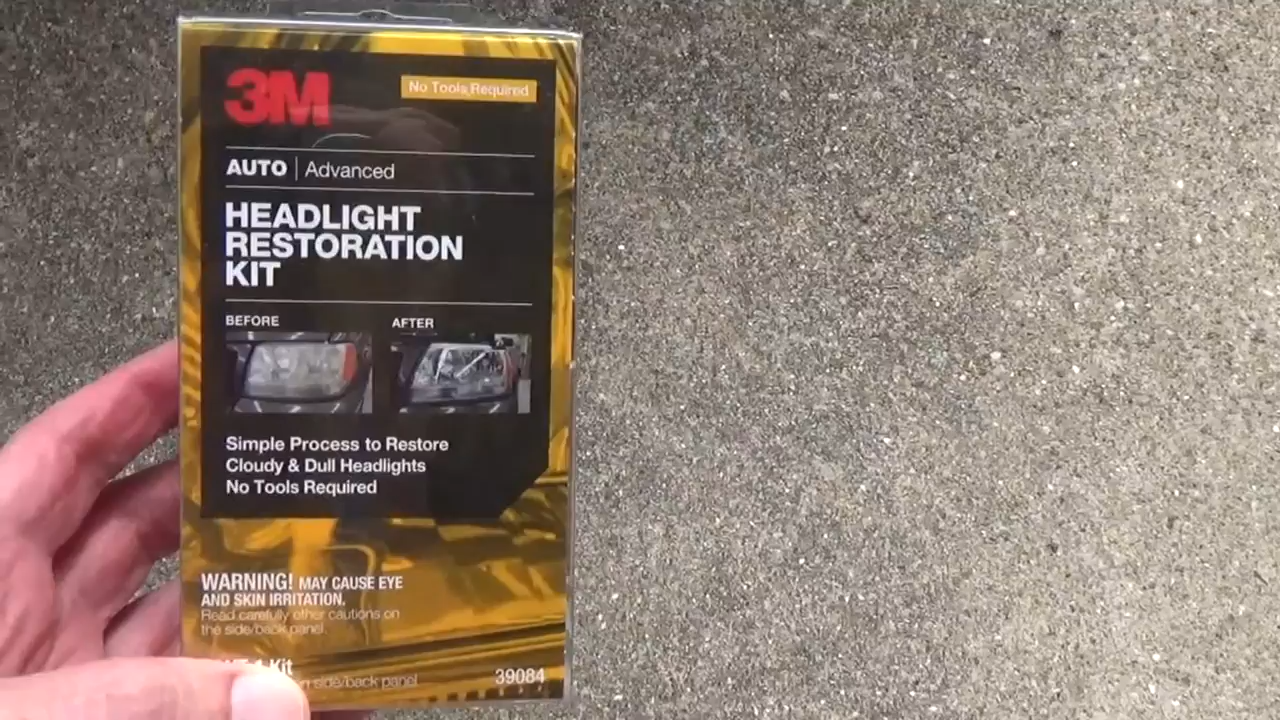 3M
No Tools Required
AUTO | Advanced
HEADLIGHT
RESTORATION
KIT
BEFORE
AFTER
Simple Process to Restore
Cloudy & Dull Headlights
No Tools Required
WARNING! MAY CAUSE EYE
AND SKIN IRRITATION.
Read carefully other cautions on
the side/back panel.
Kit
side/back panel
39084